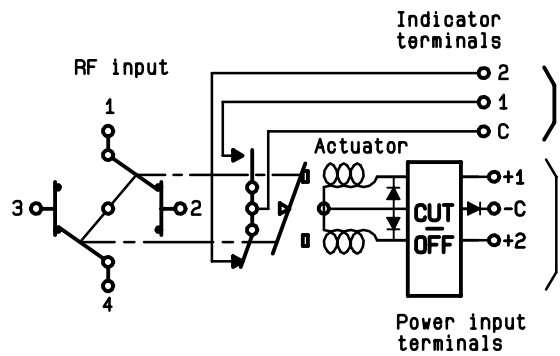 Indicator
terminals
RF input
2
1
1
C
Actuator
+1
3
2
CUT
-C
OFF
+2
4
Power input
terminals